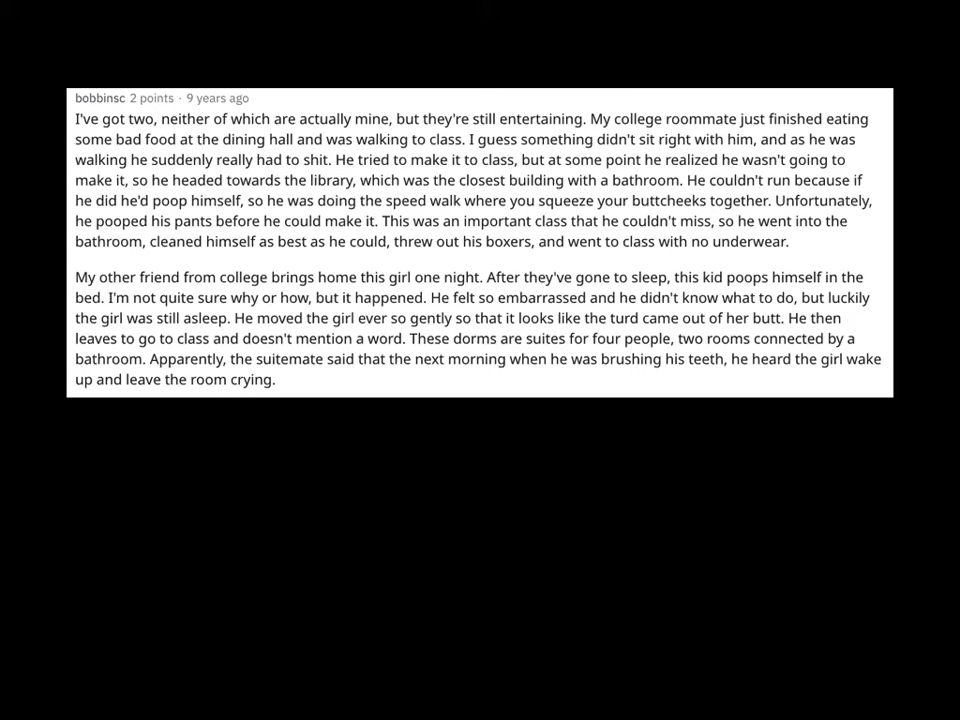 bobbinsc 2 points · 9 years ago
I've got two, neither of which are actually mine, but they're still entertaining. My college roommate just finished eating
some bad food at the dining hall and was walking to class. I guess something didn't sit right with him, and as he was
walking he suddenly really had to shit. He tried to make it to class, but at some point he realized he wasn't going to
make it, so he headed towards the library, which was the closest building with a bathroom. He couldn't run because if
he did he'd poop himself, so he was doing the speed walk where you squeeze your buttcheeks together. Unfortunately,
he pooped his pants before he could make it. This was an important class that he couldn't miss, so he went into the
bathroom, cleaned himself as best as he could, threw out his boxers, and went to class with no underwear.
My other friend from college brings home this girl one night. After they've gone to sleep, this kid poops himself in the
bed. I'm not quite sure why or how, but it happened. He felt so embarrassed and he didn't know what to do, but luckily
the girl was still asleep. He moved the girl ever so gently so that it looks like the turd came out of her butt. He then
leaves to go to class and doesn't mention a word. These dorms are suites for four people, two rooms connected by a
bathroom. Apparently, the suitemate said that the next morning when he was brushing his teeth, he heard the girl wake
up and leave the room crying.